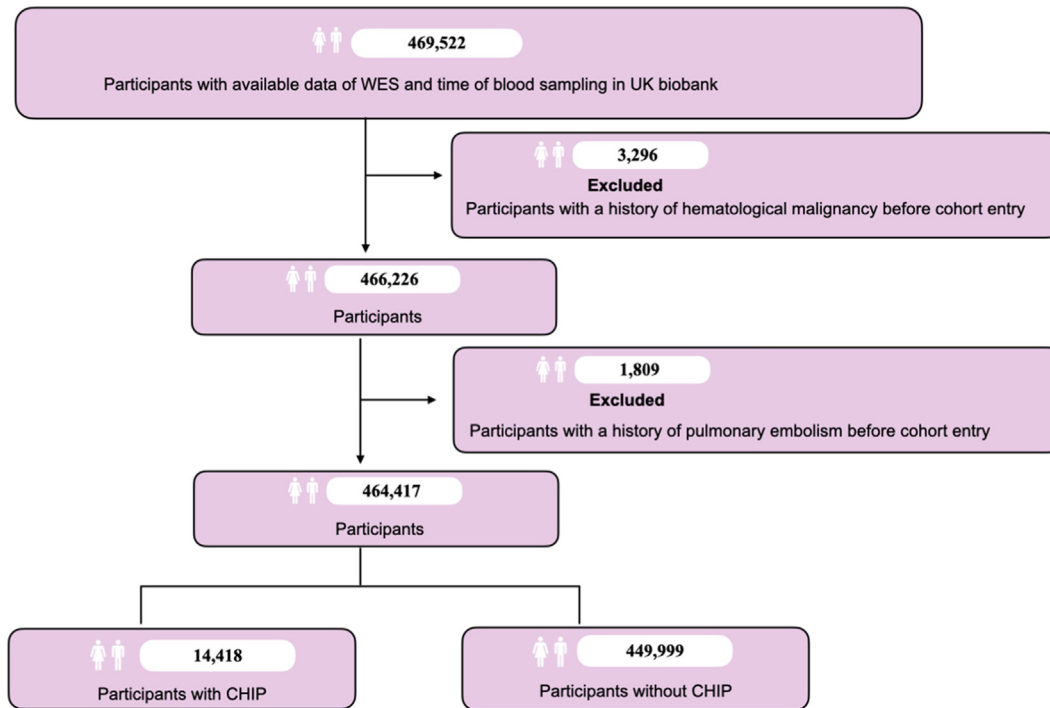 469,522
Participants with available data of WES and time of blood sampling in UK biobank
3,296
Excluded
Participants with a history of hematological malignancy before cohort entry
466,226
Participants
1,809
Excluded
Participants with a history of pulmonary embolism before cohort entry
464,417
Participants
14,418
Participants with CHIP
449,999
Participants without CHIP